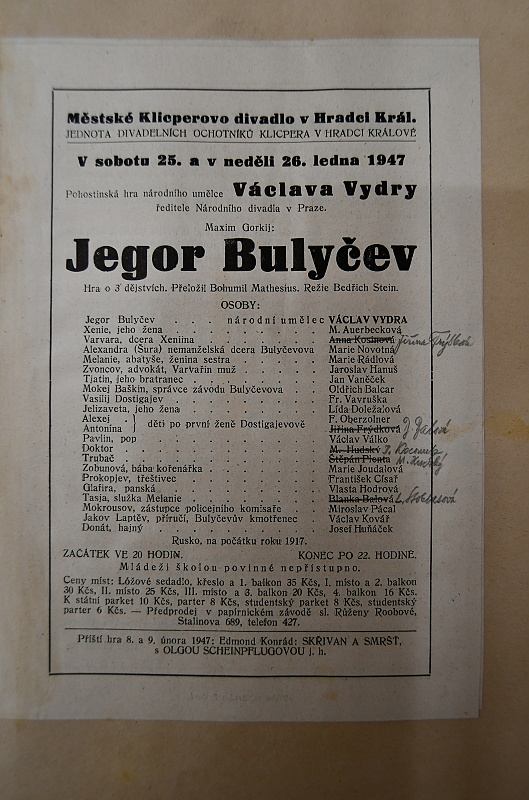 Městské Klicperovo divadlo v Hradci Král.
JEDNOTA DIVADELNÍCH OCHOTNÍKŮ KLICPERA V HRADCI KRÁLOVÉ
V sobotu 25. a v neděli 26. ledna 1947
Pohostinská hra národního umělce Václava Vydry
ředitele Národního divadla v Praze.
Maxim Gorkij:
Jegor Bulyčev
Hra o 3 dějstvích. Přeložil Bohumil Mathesius. Režie Bedřich Stein.
OSOBY:
Jegor Bulyčev . . . národní umělec VÁCLAV VYDRA
Xenie, jeho žena . . . . . . . M. Auerbecková
Varvara, dcera Xenina . . . . . . Anna Kosinová Jiřina
Alexandra (Šura) nemanželská dcera Bulyčevova Marie Novotná
Melanie, abatyše, ženina sestra . . . . Marie Rádlová
Zvoncov, advokát, Varvařin muž . . . . Jaroslav Hanuš
Tjatin, jeho bratranec . . . . . . Jan Vaněček
Mokej Baškin, správce závodu Bulyčevova . . Oldřich Balcar
Vasilij Dostigajev . . . . . . . Fr. Vavruška
Jelizaveta, jeho žena . . . . . . Lída Doležalová
Alexej } děti po první ženě Dostigajevově F. Oberzolner
Antonina Jiřina Frýdková
Pavlin, pop . . . . . . . . Václav Válko
Doktor . . . . . . . . . M. Hudský
Trubač . . . . . . . . . Štěpán Plenta M. Hudský
Zobunová, bába kořenářka . . . . . Marie Joudalová
Prokopjev, třeštivec . . . . . . František Císař
Glafira, panská . . . . . . . Vlasta Hodrová
Tasja, služka Melanie . . . . . . Blanka Balová
Mokrousov, zástupce policejního komisaře . . Miroslav Pácal
Jakov Laptěv, příručí, Bulyčevův kmotřenec . Václav Kovář
Donát, hajný . . . . . . . . Josef Huňáček
Rusko, na počátku roku 1917.
ZAČÁTEK VE 20 HODIN. KONEC PO 22. HODINĚ.
Mládeži školou povinné nepřístupno.
Ceny míst: Lóžové sedadlo, křeslo a 1. balkon 35 Kčs, I. místo a 2. balkon
30 Kčs, II. místo 25 Kčs, III. místo a 3. balkon 20 Kčs, 4. balkon 16 Kčs.
K státní parket 10 Kčs, parter 8 Kčs, studentský parket 8 Kčs, studentský
parter 6 Kčs. — Předprodej v papírnickém závodě sl. Růženy Roobové,
Stalinova 689, telefon 427.
Příští hra 8. a 9. února 1947: Edmond Konrád: SKŘIVAN A SMRŠŤ,
s OLGOU SCHEINPFLUGOVOU j. h.